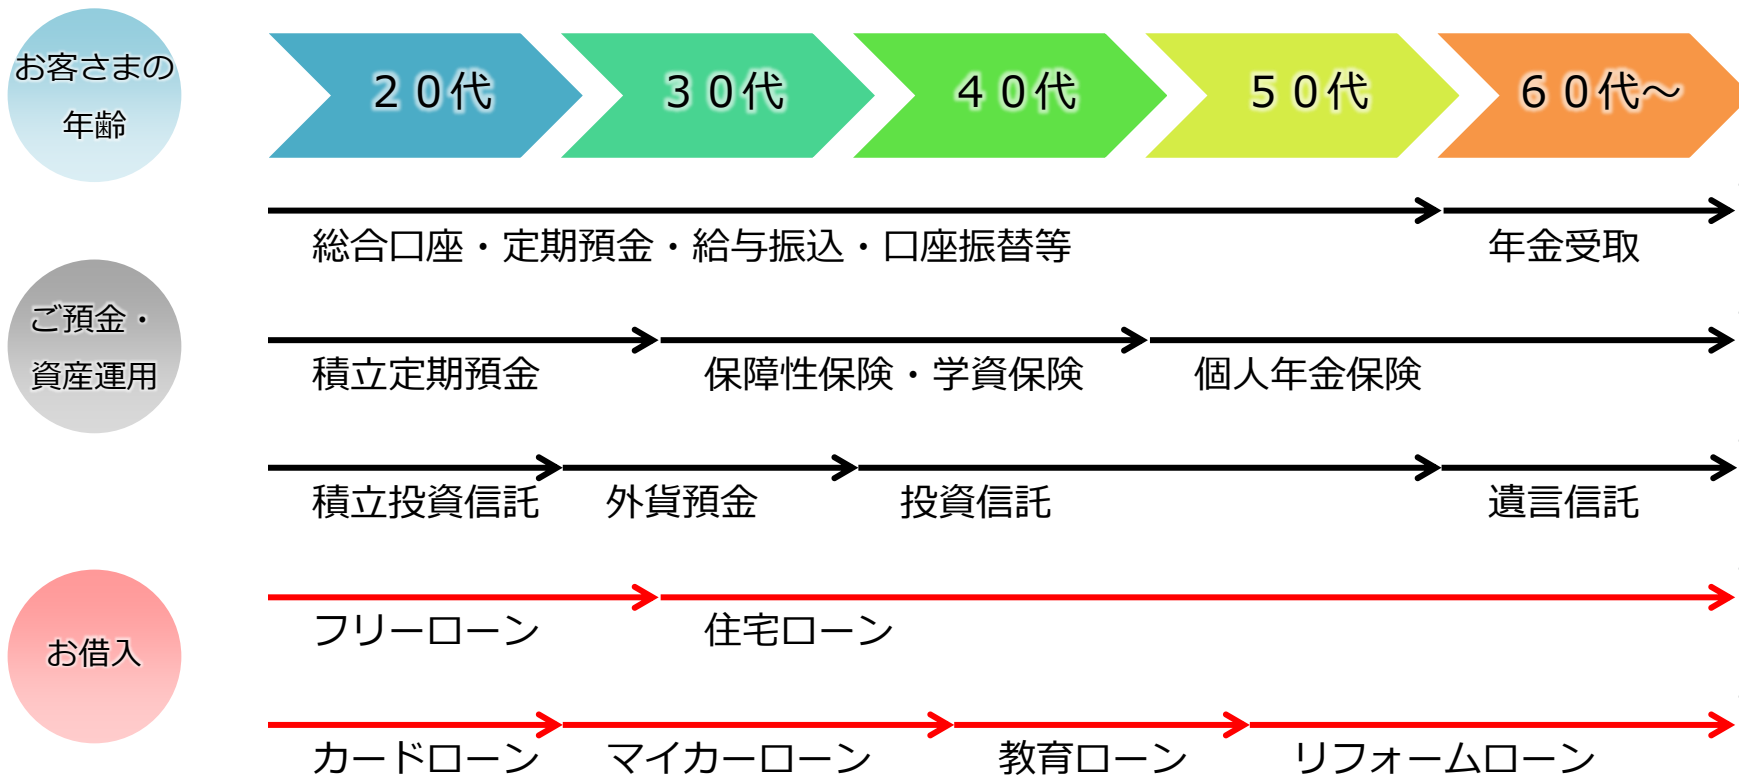 お客さまの
年齢
２０代
３０代
４０代
５０代
６０代～
総合口座・定期預金・給与振込・口座振替等
年金受取
ご預金・
資産運用
積立定期預金
保障性保険・学資保険
個人年金保険
積立投資信託
外貨預金
投資信託
遺言信託
お借入
フリーローン
住宅ローン
カードローン
マイカーローン
教育ローン
リフォームローン